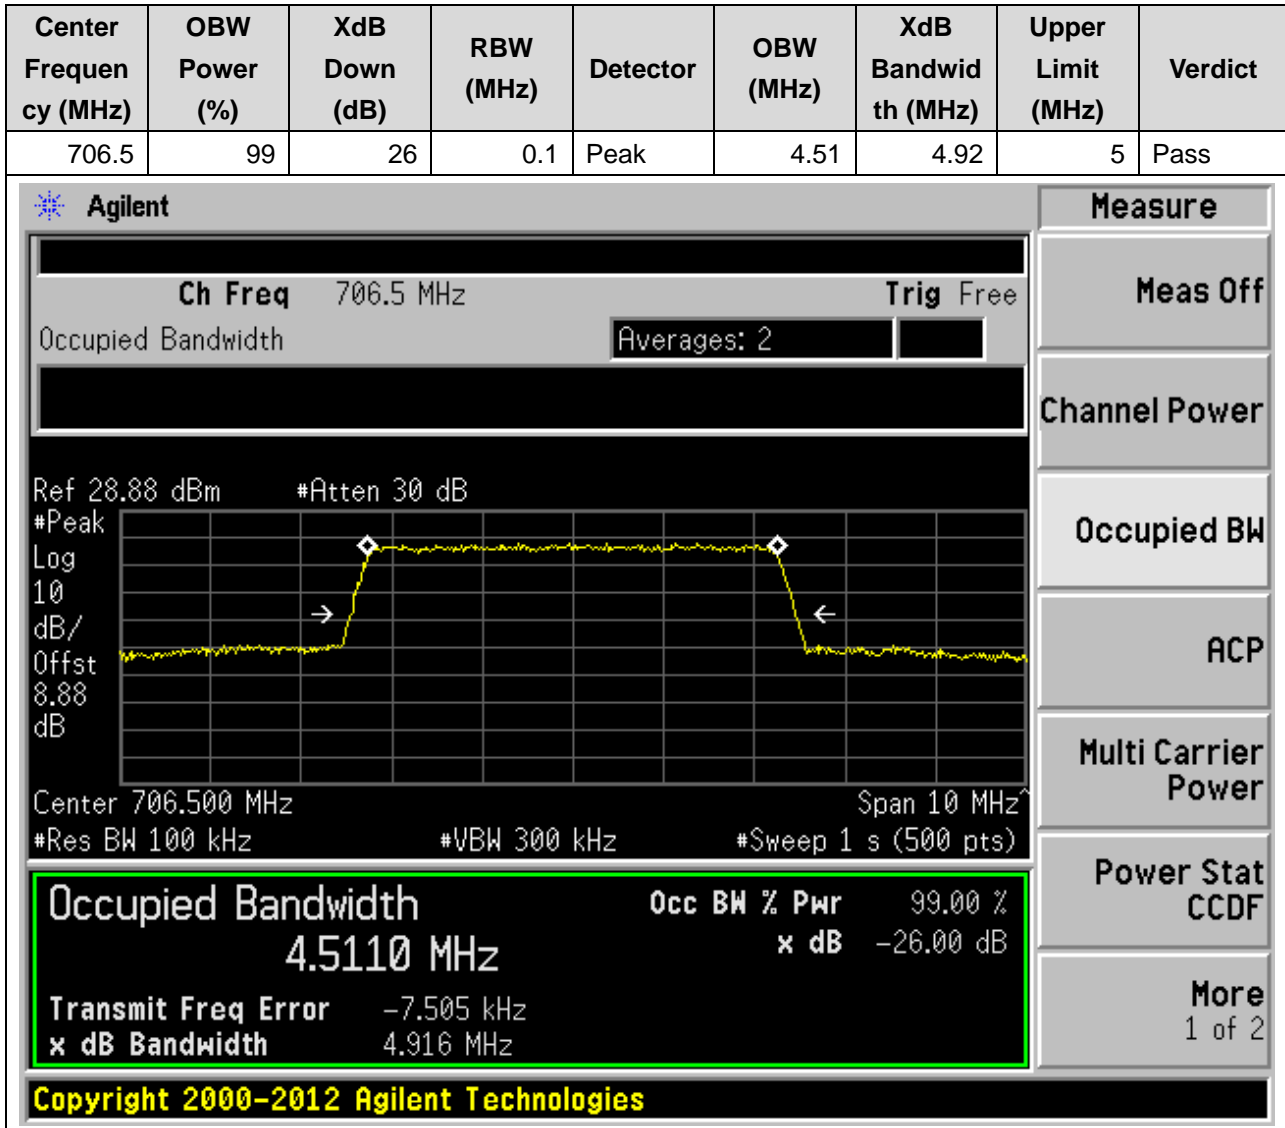 Center Frequen cy (MHz) OBW Power (%) XdB Down (dB) RBW (MHz) Detector OBW (MHz) XdB Bandwid th (MHz) Upper Limit (MHz) Verdict
706.5 99 26 0.1 Peak 4.51 4.92 5 Pass
Agilent
Measure
Ch Freq 706.5 MHz Trig Free
Meas Off
Occupied Bandwidth Averages: 2
Channel Power
Ref 28.88 dBm #Atten 30 dB
#Peak
Log
10
dB/
Offst
8.88
dB
Occupied BW
ACP
Multi Carrier
Power
Center 706.500 MHz Span 10 MHz^
#Res BW 100 kHz #VBW 300 kHz #Sweep 1 s (500 pts)
Power Stat
CCDF
Occupied Bandwidth Occ BW % Pwr 99.00 %
4.5110 MHz x dB -26.00 dB
Transmit Freq Error -7.505 kHz
x dB Bandwidth 4.916 MHz
More
1 of 2
Copyright 2000-2012 Agilent Technologies